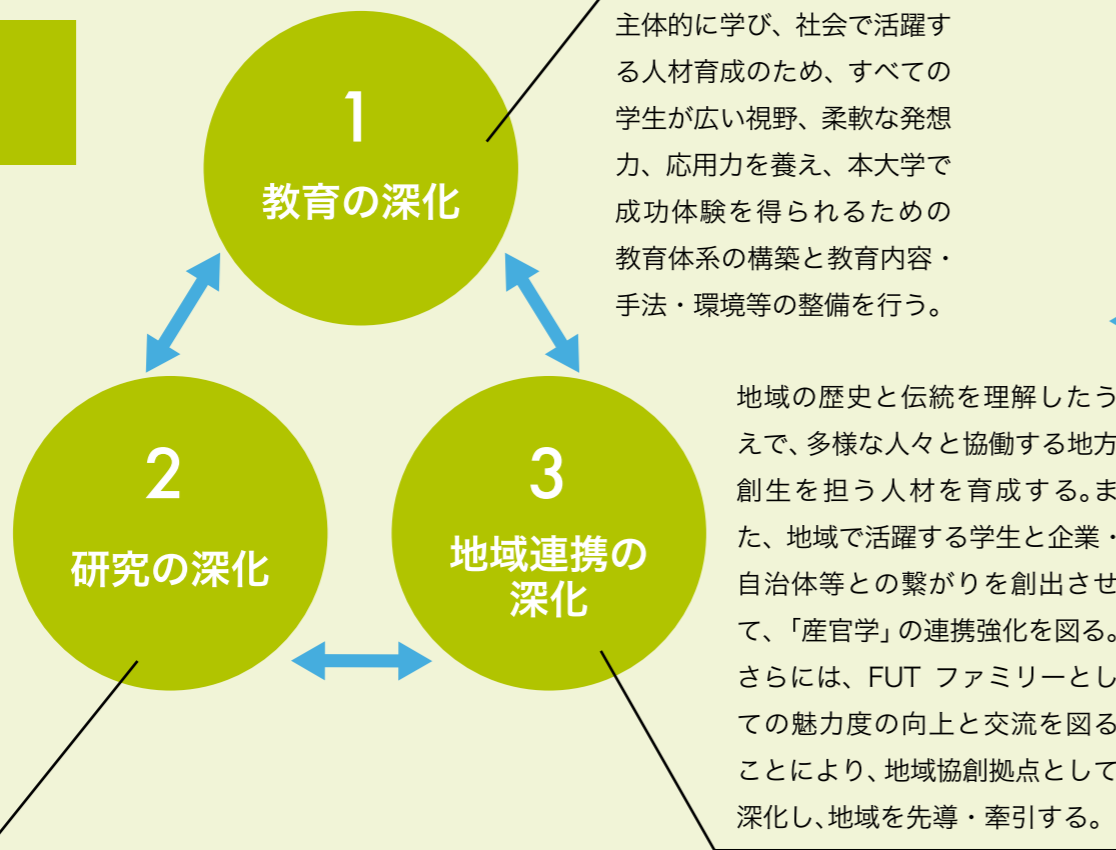 1
教育の深化
主体的に学び、社会で活躍す
る人材育成のため、すべての
学生が広い視野、柔軟な発想
力、応用力を養え、本大学で
成功体験を得られるための
教育体系の構築と教育内容・
手法・環境等の整備を行う。
2
研究の深化
3
地域連携の
深化
地域の歴史と伝統を理解したう
えで、多様な人々と協働する地方
創生を担う人材を育成する。ま
た、地域で活躍する学生と企業・
自治体等との繋がりを創出させ
て、「産官学」の連携強化を図る。
さらには、FUT ファミリーとし
ての魅力度の向上と交流を図る
ことにより、地域協創拠点として
深化し、地域を先導・牽引する。